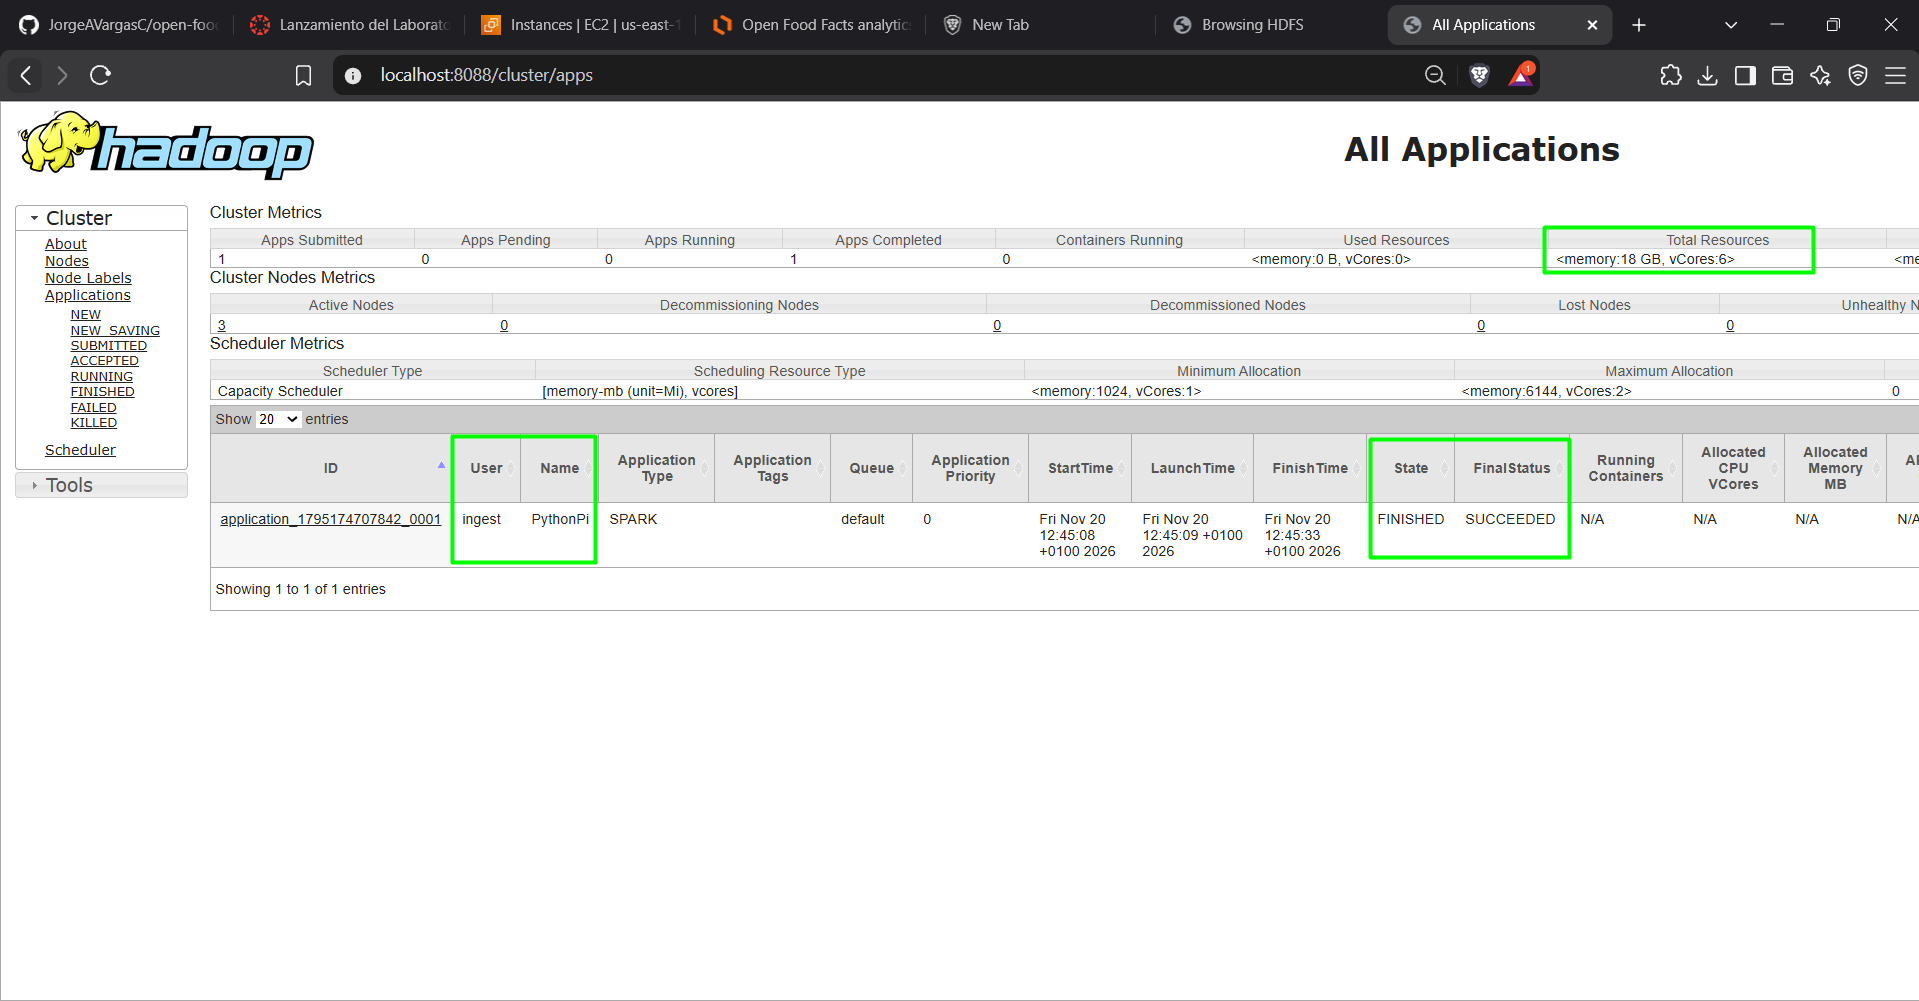 JorgeAVargasC/open-foo
Lanzamiento del Laborato
Instances | EC2 | us-east-1
Open Food Facts analytic
New Tab
Browsing HDFS
All Applications
localhost:8088/cluster/apps
1
hadoop
All Applications
Cluster
About
Nodes
Node Labels
Applications
NEW
NEW_SAVING
SUBMITTED
ACCEPTED
RUNNING
FINISHED
FAILED
KILLED
Scheduler
Tools
Cluster Metrics
Apps Submitted Apps Pending Apps Running Apps Completed Containers Running Used Resources Total Resources
1 0 0 1 0 <memory:0 B, vCores:0> <memory:18 GB, vCores:6> <me
Cluster Nodes Metrics
Active Nodes Decommissioning Nodes Decommissioned Nodes Lost Nodes Unhealthy N
3 0 0 0 0
Scheduler Metrics
Scheduler Type Scheduling Resource Type Minimum Allocation Maximum Allocation
Capacity Scheduler [memory-mb (unit=Mi), vcores] <memory:1024, vCores:1> <memory:6144, vCores:2> 0
Show 20 entries
ID User Name Application Type Application Tags Queue Application Priority StartTime LaunchTime FinishTime State FinalStatus Running Containers Allocated CPU VCores Allocated Memory MB Al
application_1795174707842_0001 ingest PythonPi SPARK default 0 Fri Nov 20 12:45:08 +0100 2026 Fri Nov 20 12:45:09 +0100 2026 Fri Nov 20 12:45:33 +0100 2026 FINISHED SUCCEEDED N/A N/A N/A N/A
Showing 1 to 1 of 1 entries